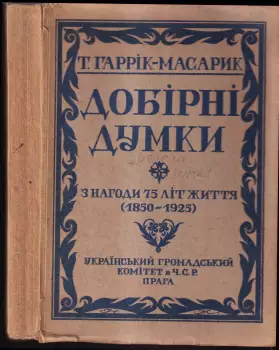 Т. ҐАРРІК-МАСАРИК
ДОБІРНІ
ДУМКИ
З НАГОДИ 75 ЛІТ ЖИТТЯ
(1850–1925)
УКРАЇНСЬКИЙ ГРОМАДСЬКИЙ
КОМІТЕТ в Ч.С.Р.
ПРАГА